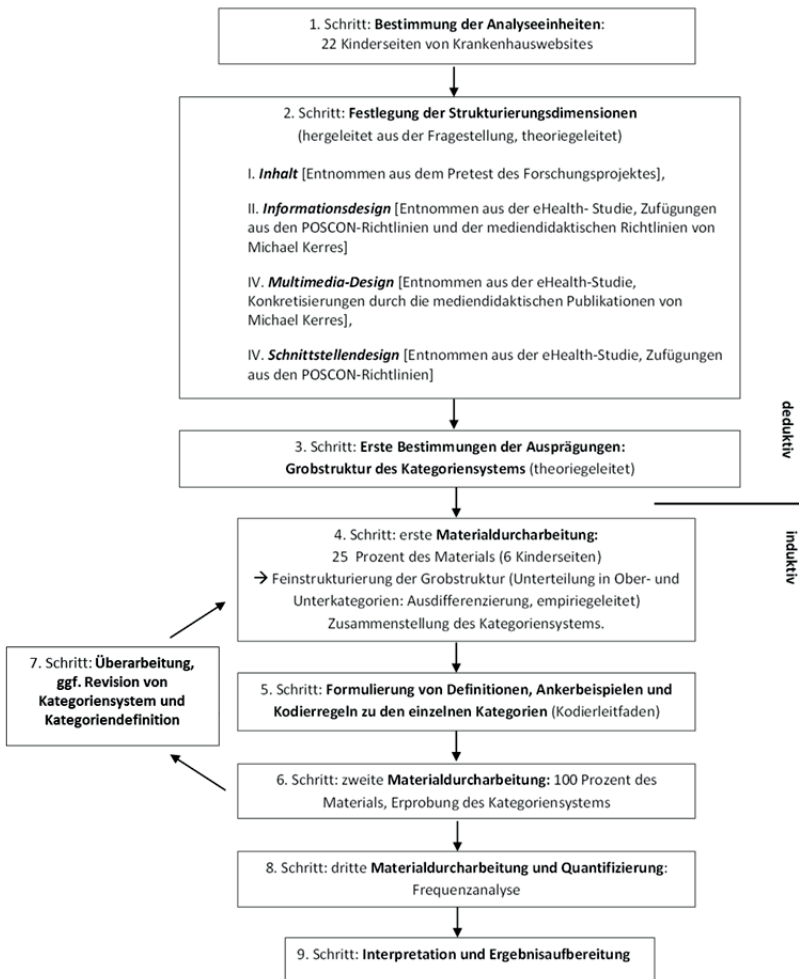 1. Schritt: Bestimmung der Analyseeinheiten:
22 Kinderseiten von Krankenhauswebsites
2. Schritt: Festlegung der Strukturierungsdimensionen
(hergeleitet aus der Fragestellung, theoriegeleitet)
I. Inhalt [Entnommen aus dem Pretest des Forschungsprojektes],
II. Informationsdesign [Entnommen aus der eHealth- Studie, Zufügungen
aus den POSCON-Richtlinien und der mediendidaktischen Richtlinien von
Michael Kerres]
IV. Multimedia-Design [Entnommen aus der eHealth-Studie,
Konkretisierungen durch die mediendidaktischen Publikationen von
Michael Kerres],
IV. Schnittstellendesign [Entnommen aus der eHealth-Studie, Zufügungen
aus den POSCON-Richtlinien]
deduktiv
3. Schritt: Erste Bestimmungen der Ausprägungen:
Grobstruktur des Kategoriensystems (theoriegeleitet)
induktiv
4. Schritt: erste Materialdurcharbeitung:
25 Prozent des Materials (6 Kinderseiten)
→ Feinstrukturierung der Grobstruktur (Unterteilung in Ober- und
Unterkategorien: Ausdifferenzierung, empiriegeleitet)
Zusammenstellung des Kategoriensystems.
7. Schritt: Überarbeitung,
ggf. Revision von
Kategoriensystem und
Kategoriendefinition
5. Schritt: Formulierung von Definitionen, Ankerbeispielen und
Kodierregeln zu den einzelnen Kategorien (Kodierleitfaden)
6. Schritt: zweite Materialdurcharbeitung: 100 Prozent des
Materials, Erprobung des Kategoriensystems
8. Schritt: dritte Materialdurcharbeitung und Quantifizierung:
Frequenzanalyse
9. Schritt: Interpretation und Ergebnisaufbereitung